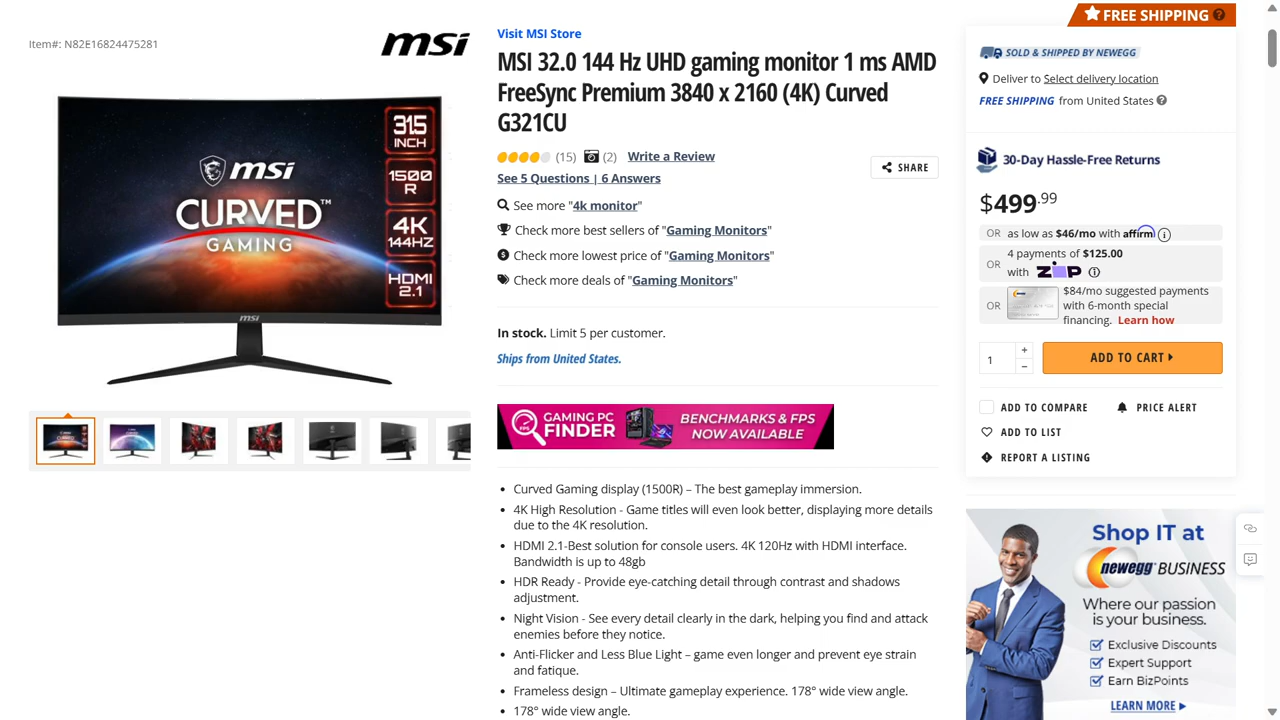 Item#: N82E16824475281
msi
msi
CURVED™
GAMING
31.5
INCH
1500
R
4K
144HZ
HDMI
2.1
msi
Visit MSI Store
MSI 32.0 144 Hz UHD gaming monitor 1 ms AMD
FreeSync Premium 3840 x 2160 (4K) Curved
G321CU
(15) (2) Write a Review
See 5 Questions | 6 Answers
SHARE
See more "4k monitor"
Check more best sellers of "Gaming Monitors"
Check more lowest price of "Gaming Monitors"
Check more deals of "Gaming Monitors"
In stock. Limit 5 per customer.
Ships from United States.
FPS
GAMING PC
FINDER
BENCHMARKS & FPS
NOW AVAILABLE
• Curved Gaming display (1500R) – The best gameplay immersion.
• 4K High Resolution - Game titles will even look better, displaying more details
due to the 4K resolution.
• HDMI 2.1-Best solution for console users. 4K 120Hz with HDMI interface.
Bandwidth is up to 48gb
• HDR Ready - Provide eye-catching detail through contrast and shadows
adjustment.
• Night Vision - See every detail clearly in the dark, helping you find and attack
enemies before they notice.
• Anti-Flicker and Less Blue Light – game even longer and prevent eye strain
and fatique.
• Frameless design – Ultimate gameplay experience. 178° wide view angle.
• 178° wide view angle.
FREE SHIPPING ?
SOLD & SHIPPED BY NEWEGG
Deliver to Select delivery location
FREE SHIPPING from United States ?
30-Day Hassle-Free Returns
$499.99
OR as low as $46/mo with affirm
OR 4 payments of $125.00
with ZIP
OR $84/mo suggested payments
with 6-month special
financing. Learn how
1 + −
ADD TO CART
ADD TO COMPARE
PRICE ALERT
ADD TO LIST
REPORT A LISTING
Shop IT at
newegg BUSINESS
Where our passion
is your business.
Exclusive Discounts
Expert Support
Earn BizPoints
LEARN MORE